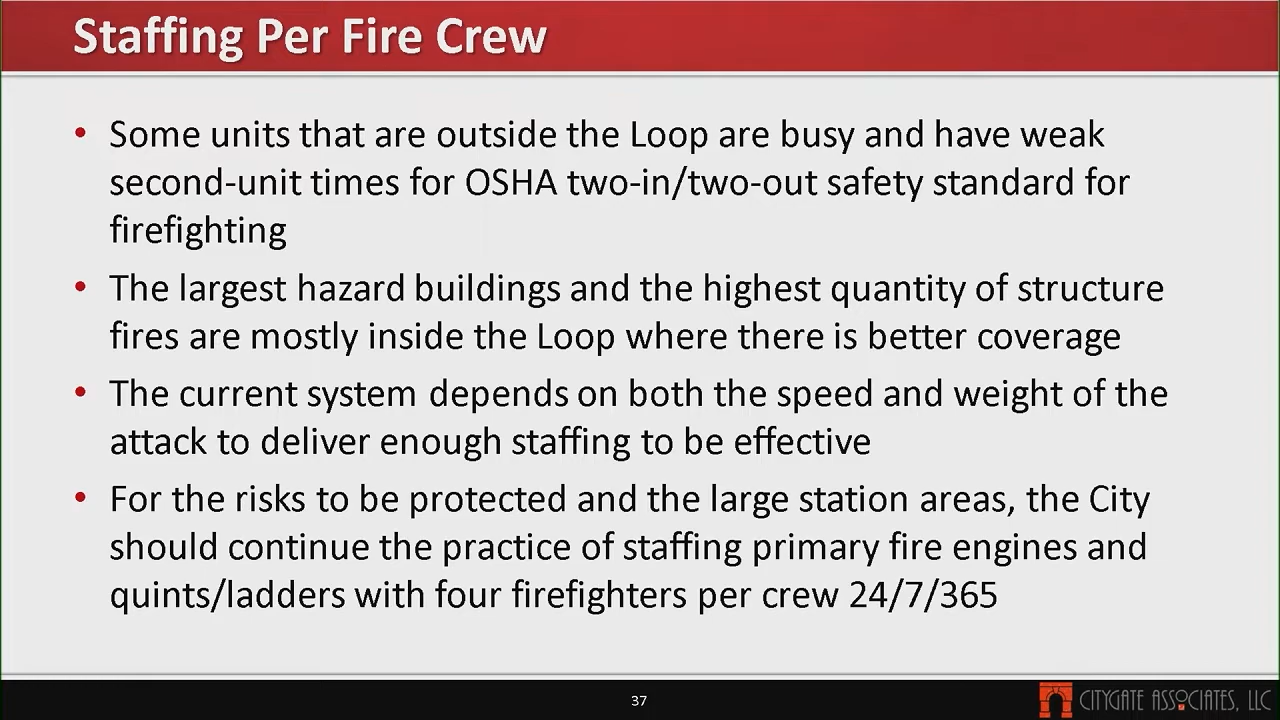 Staffing Per Fire Crew
• Some units that are outside the Loop are busy and have weak
second-unit times for OSHA two-in/two-out safety standard for
firefighting
• The largest hazard buildings and the highest quantity of structure
fires are mostly inside the Loop where there is better coverage
• The current system depends on both the speed and weight of the
attack to deliver enough staffing to be effective
• For the risks to be protected and the large station areas, the City
should continue the practice of staffing primary fire engines and
quints/ladders with four firefighters per crew 24/7/365
37
CITYGATE ASSOCIATES, LLC